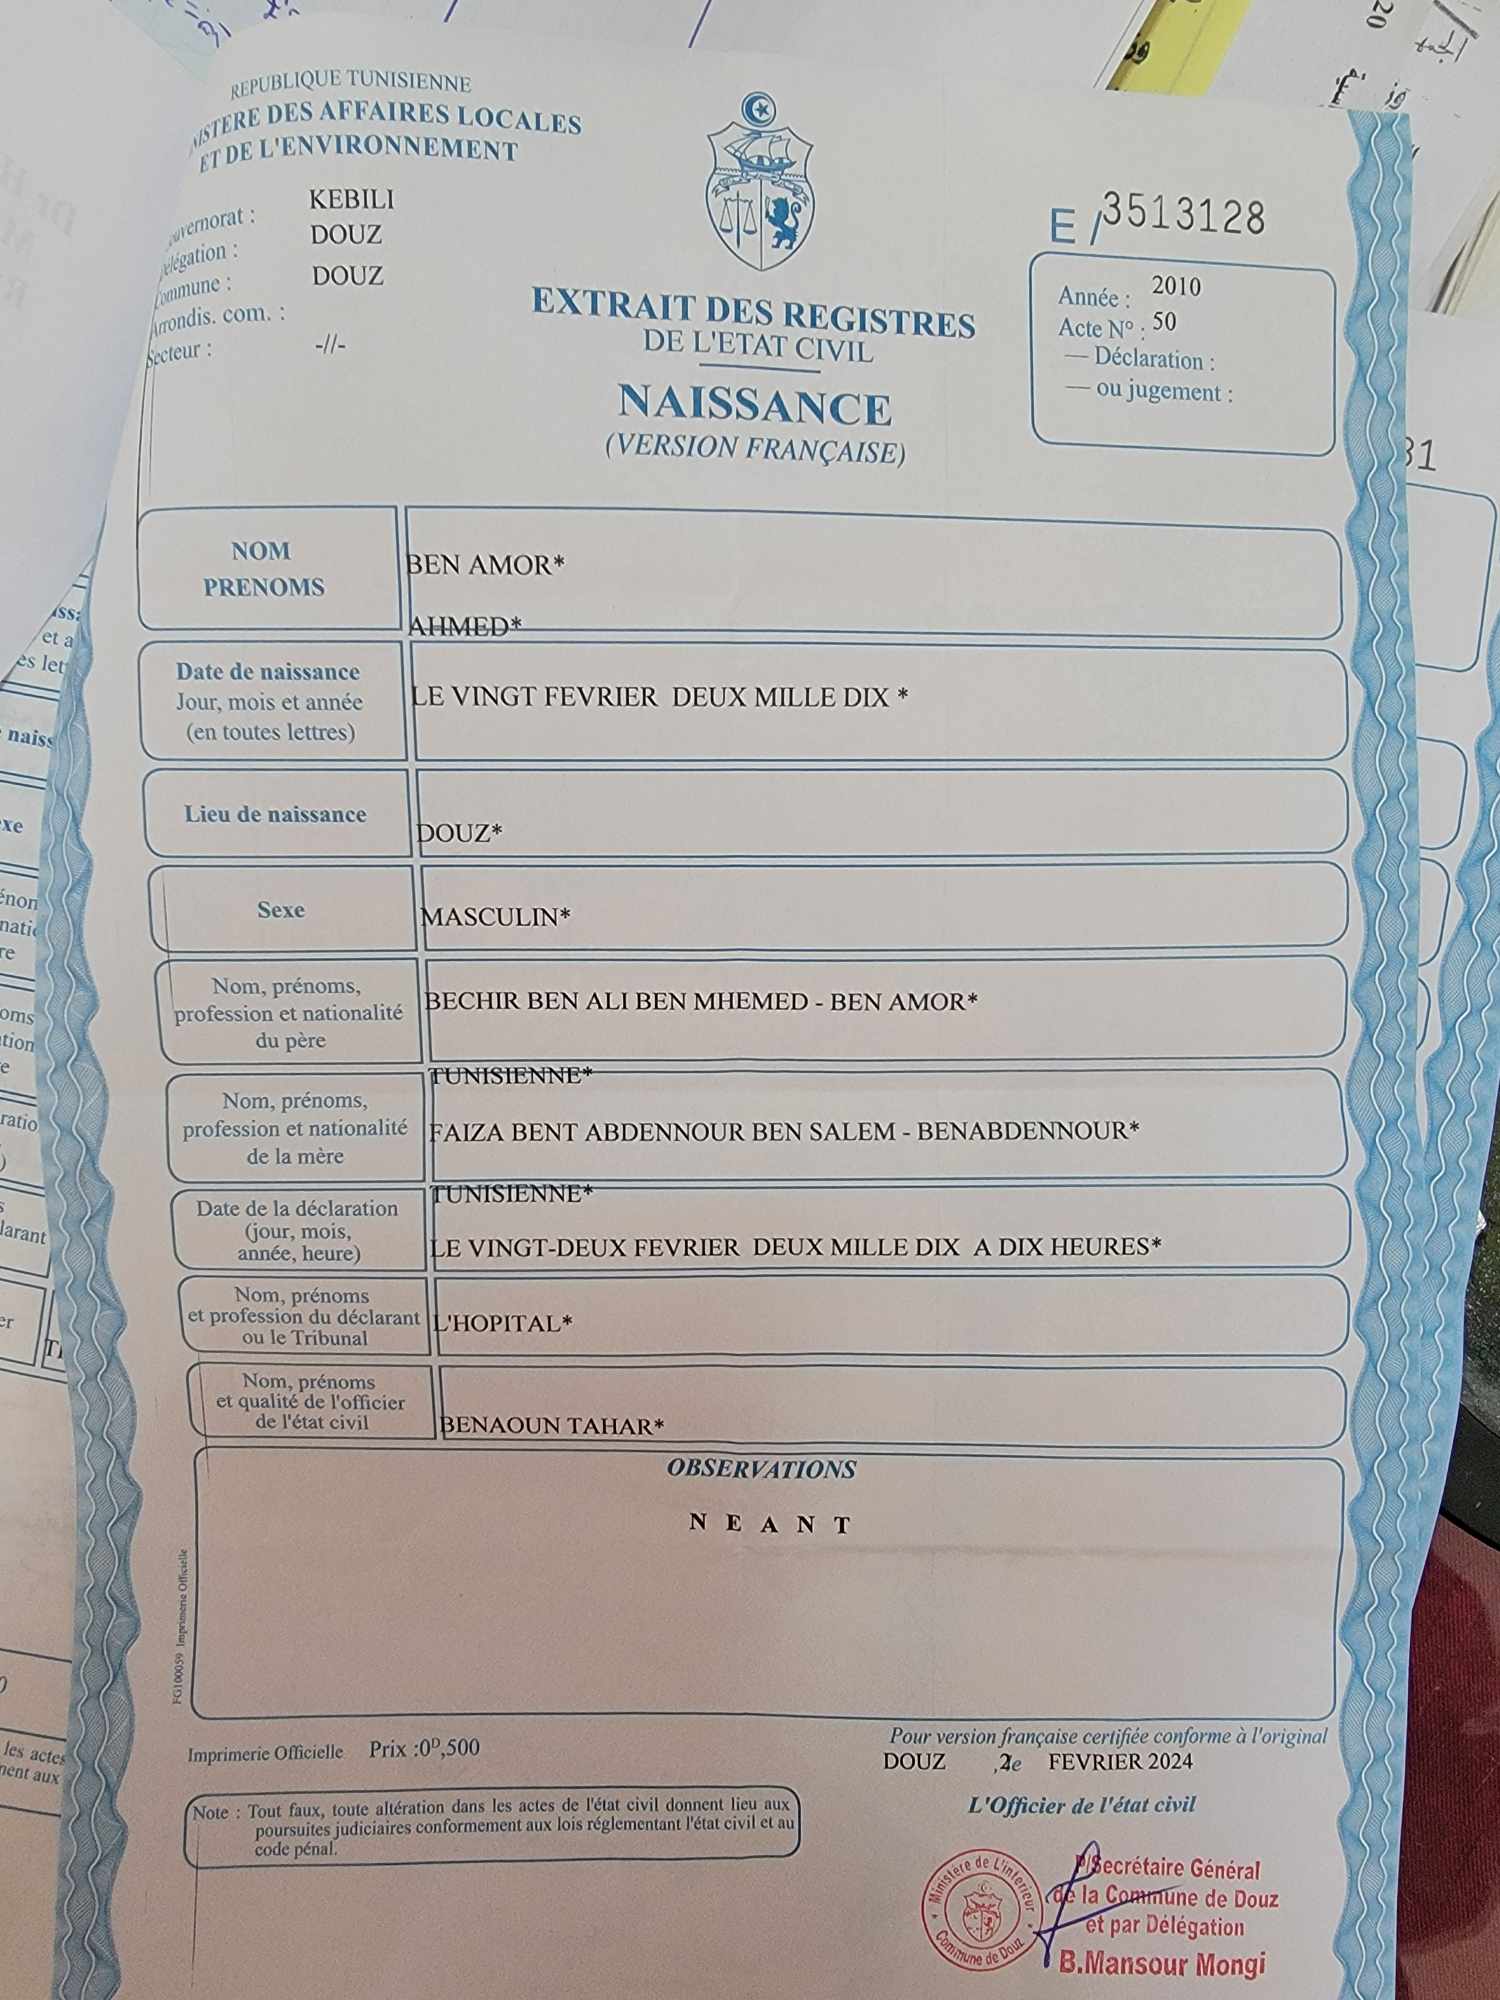 REPUBLIQUE TUNISIENNE
ISTERE DES AFFAIRES LOCALES
ET DE L'ENVIRONNEMENT
ouvernorat : KEBILI
élégation : DOUZ
ommune : DOUZ
Arrondis. com. :
Secteur : -//-
E/3513128
Année : 2010
Acte Nº : 50
— Déclaration :
— ou jugement :
EXTRAIT DES REGISTRES
DE L'ETAT CIVIL
NAISSANCE
(VERSION FRANÇAISE)
NOM
PRENOMS
BEN AMOR*
AHMED*
Date de naissance
Jour, mois et année
(en toutes lettres)
LE VINGT FEVRIER DEUX MILLE DIX *
Lieu de naissance
DOUZ*
Sexe
MASCULIN*
Nom, prénoms,
profession et nationalité
du père
BECHIR BEN ALI BEN MHEMED - BEN AMOR*
TUNISIENNE*
Nom, prénoms,
profession et nationalité
de la mère
FAIZA BENT ABDENNOUR BEN SALEM - BENABDENNOUR*
TUNISIENNE*
Date de la déclaration
(jour, mois,
année, heure)
LE VINGT-DEUX FEVRIER DEUX MILLE DIX A DIX HEURES*
Nom, prénoms
et profession du déclarant
ou le Tribunal
L'HOPITAL*
Nom, prénoms
et qualité de l'officier
de l'état civil
BENAOUN TAHAR*
OBSERVATIONS
N E A N T
FG100059 Imprimerie Officielle
Imprimerie Officielle Prix :0ᴰ,500
Pour version française certifiée conforme à l'original
DOUZ FEVRIER 2024
L'Officier de l'état civil
Note : Tout faux, toute altération dans les actes de l'état civil donnent lieu aux
poursuites judiciaires conformement aux lois réglementant l'état civil et au
code pénal.
Ministère de L'intérieur
Commune de Douz
P/Secrétaire Général
de la Commune de Douz
et par Délégation
B.Mansour Mongi